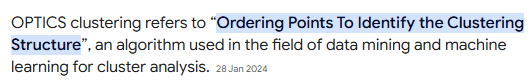 OPTICS clustering refers to “Ordering Points To Identify the Clustering
Structure”, an algorithm used in the field of data mining and machine
learning for cluster analysis. 28 Jan 2024